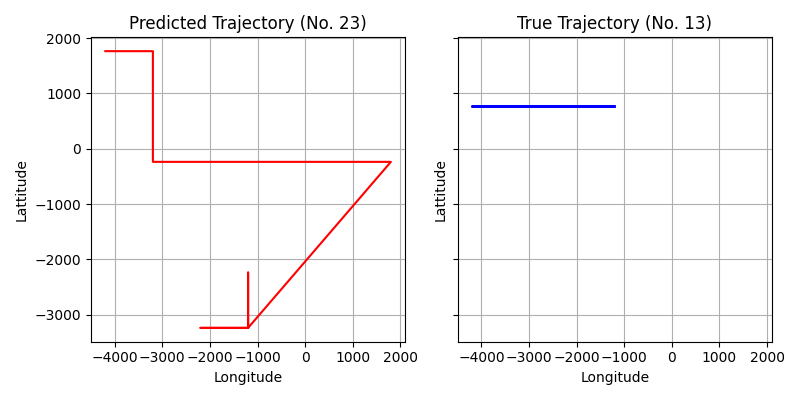 Predicted Trajectory (No. 23)
True Trajectory (No. 13)
2000
1000
0
−1000
−2000
−3000
Lattitude
Lattitude
−4000 −3000 −2000 −1000 0 1000 2000
−4000 −3000 −2000 −1000 0 1000 2000
Longitude
Longitude